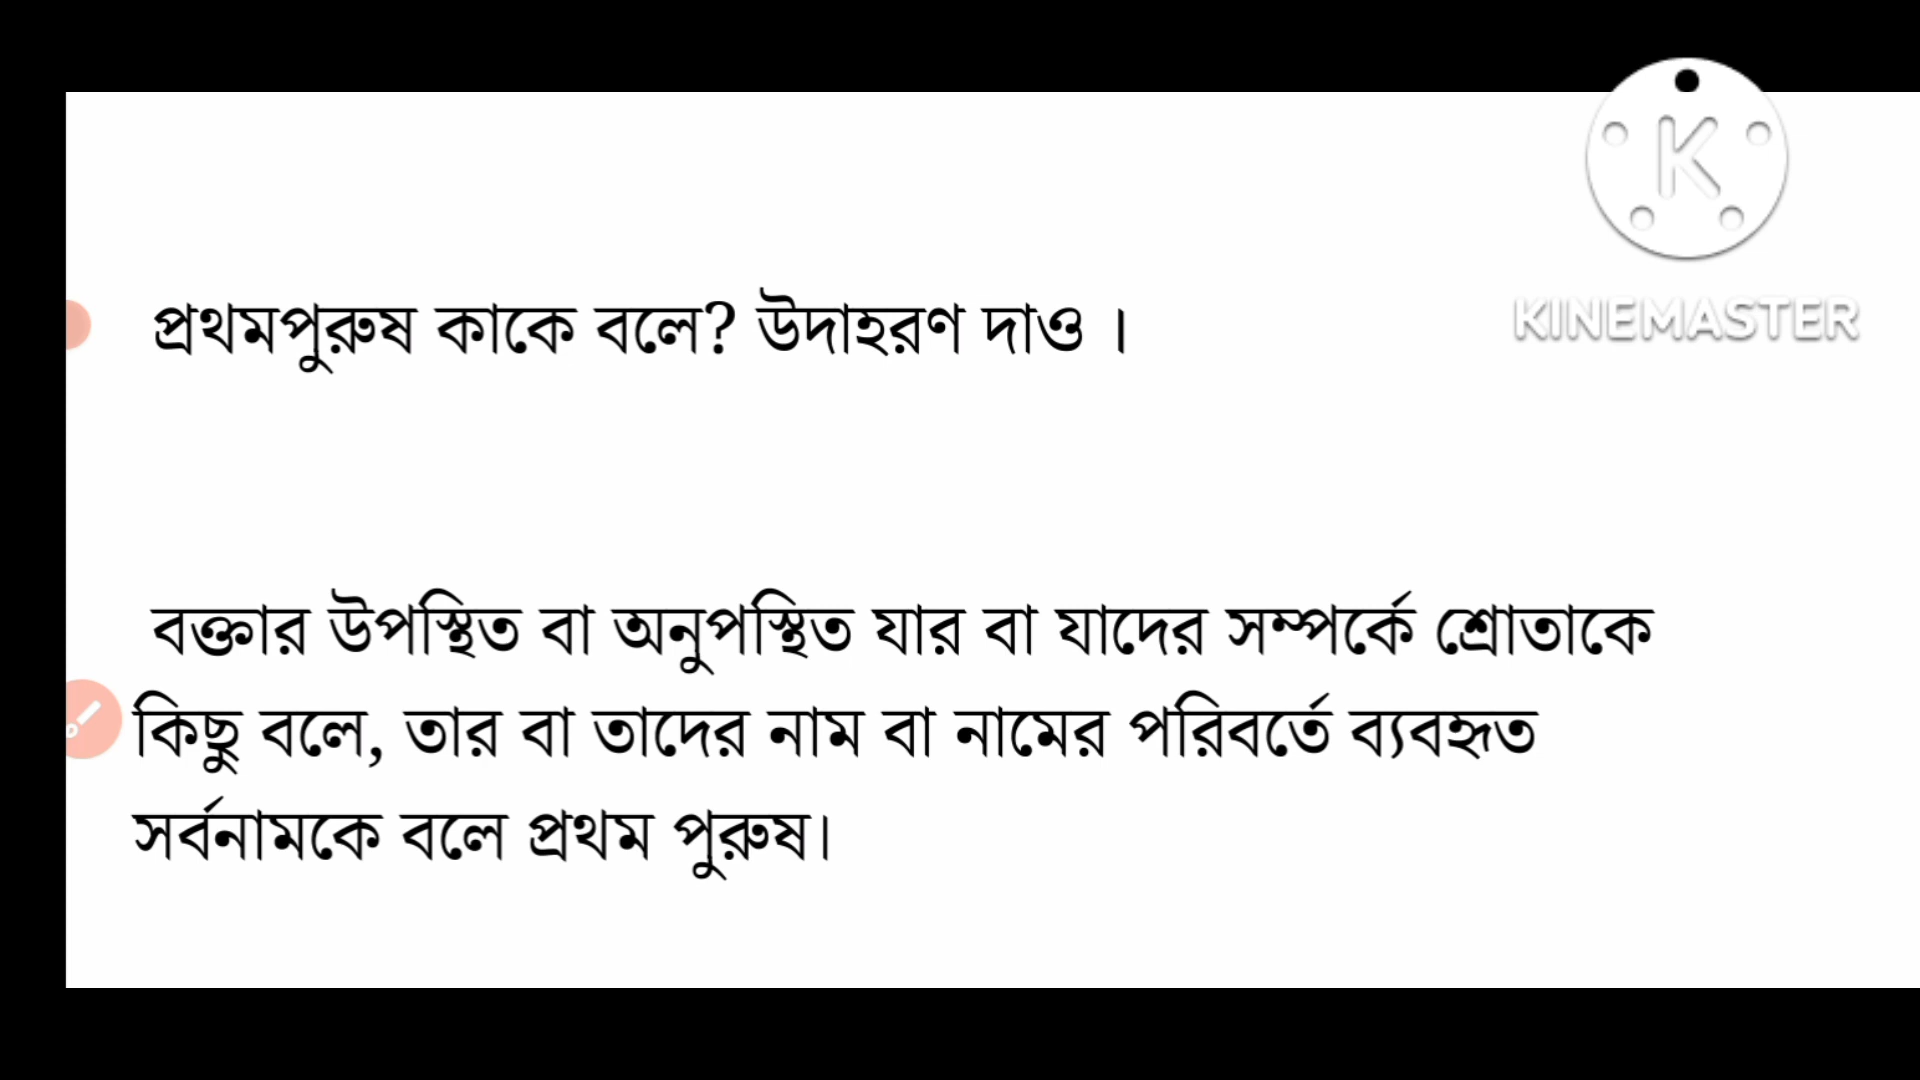 প্রথমপুরুষ কাকে বলে? উদাহরণ দাও ।
বক্তার উপস্থিত বা অনুপস্থিত যার বা যাদের সম্পর্কে শ্রোতাকে
কিছু বলে, তার বা তাদের নাম বা নামের পরিবর্তে ব্যবহৃত
সর্বনামকে বলে প্রথম পুরুষ।
K
KINEMASTER